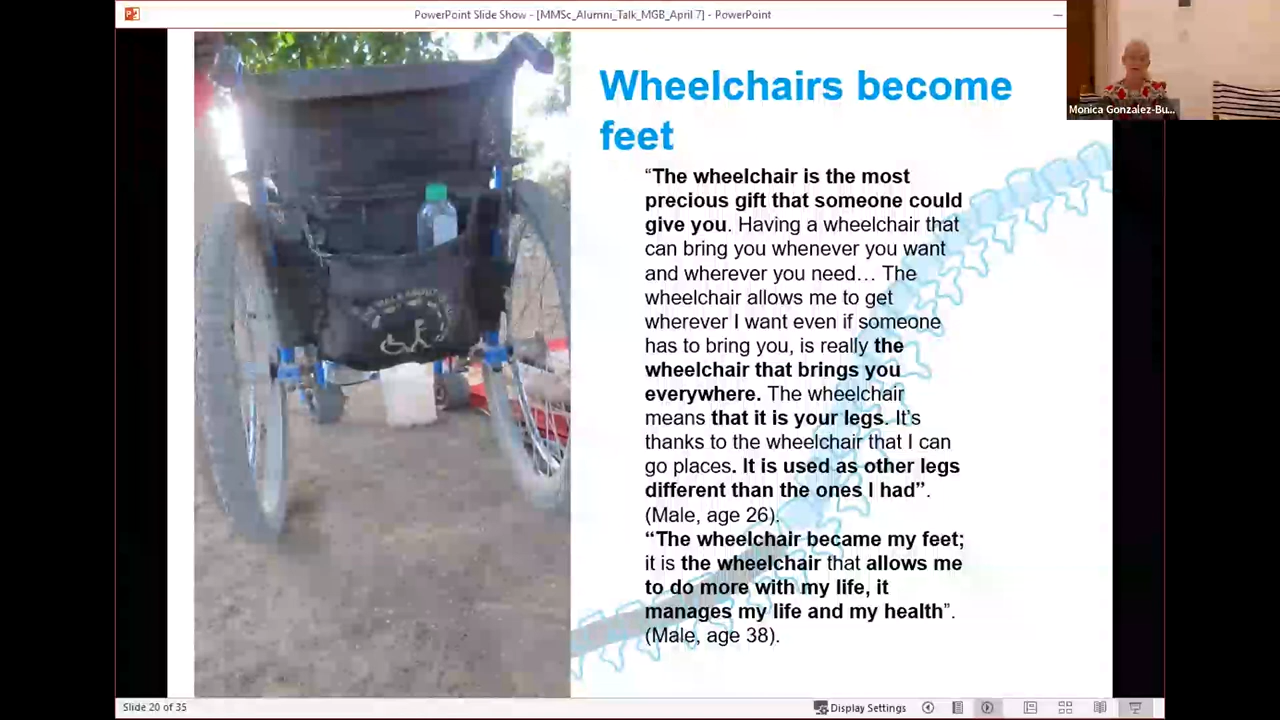 PowerPoint Slide Show - [MMSc_Alumni_Talk_MGB_April 7] - PowerPoint
Monica Gonzalez-Bu...
Wheelchairs become
feet
“The wheelchair is the most
precious gift that someone could
give you. Having a wheelchair that
can bring you whenever you want
and wherever you need… The
wheelchair allows me to get
wherever I want even if someone
has to bring you, is really the
wheelchair that brings you
everywhere. The wheelchair
means that it is your legs. It’s
thanks to the wheelchair that I can
go places. It is used as other legs
different than the ones I had”.
(Male, age 26).
“The wheelchair became my feet;
it is the wheelchair that allows me
to do more with my life, it
manages my life and my health”.
(Male, age 38).
Slide 20 of 35
Display Settings